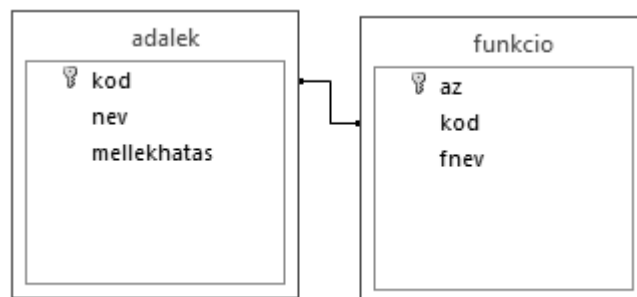 adalek
kod
nev
mellekhatas
funkcio
az
kod
fnev